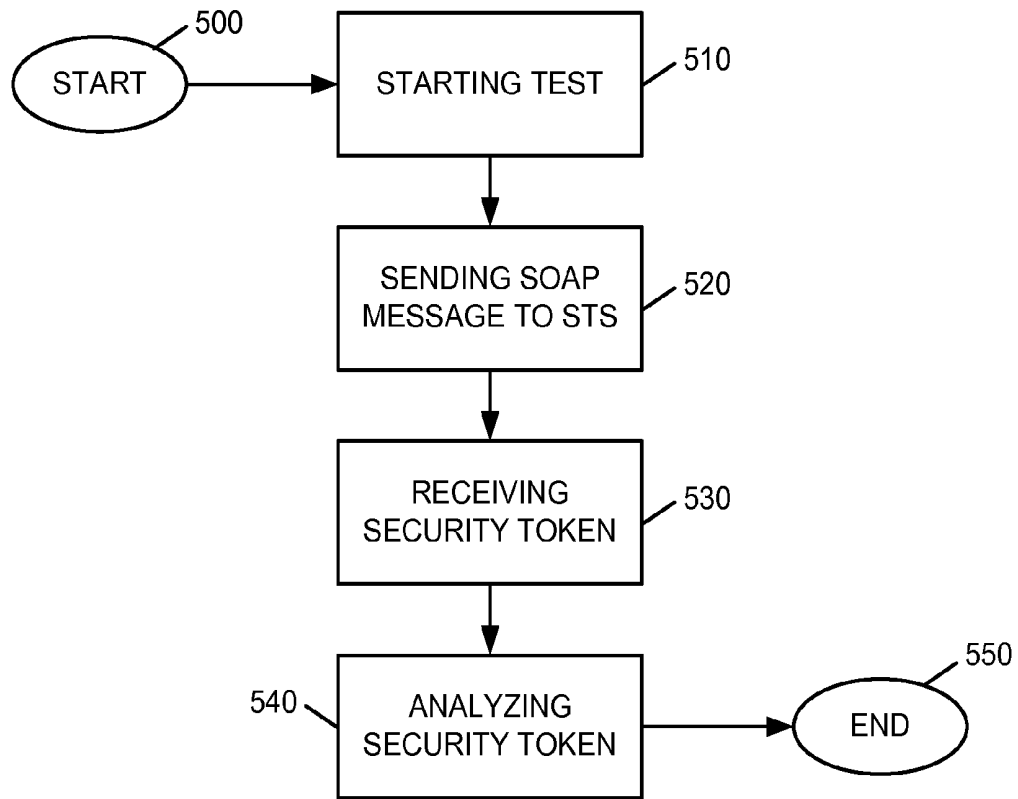 500
START
STARTING TEST
510
SENDING SOAP
MESSAGE TO STS
520
RECEIVING
SECURITY TOKEN
530
540
ANALYZING
SECURITY TOKEN
550
END